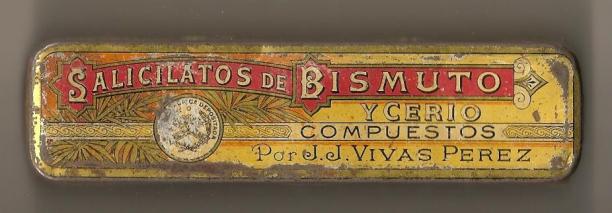 SALICILATOS DE BISMUTO
Y CERIO
COMPUESTOS
Por J.J. VIVAS PEREZ